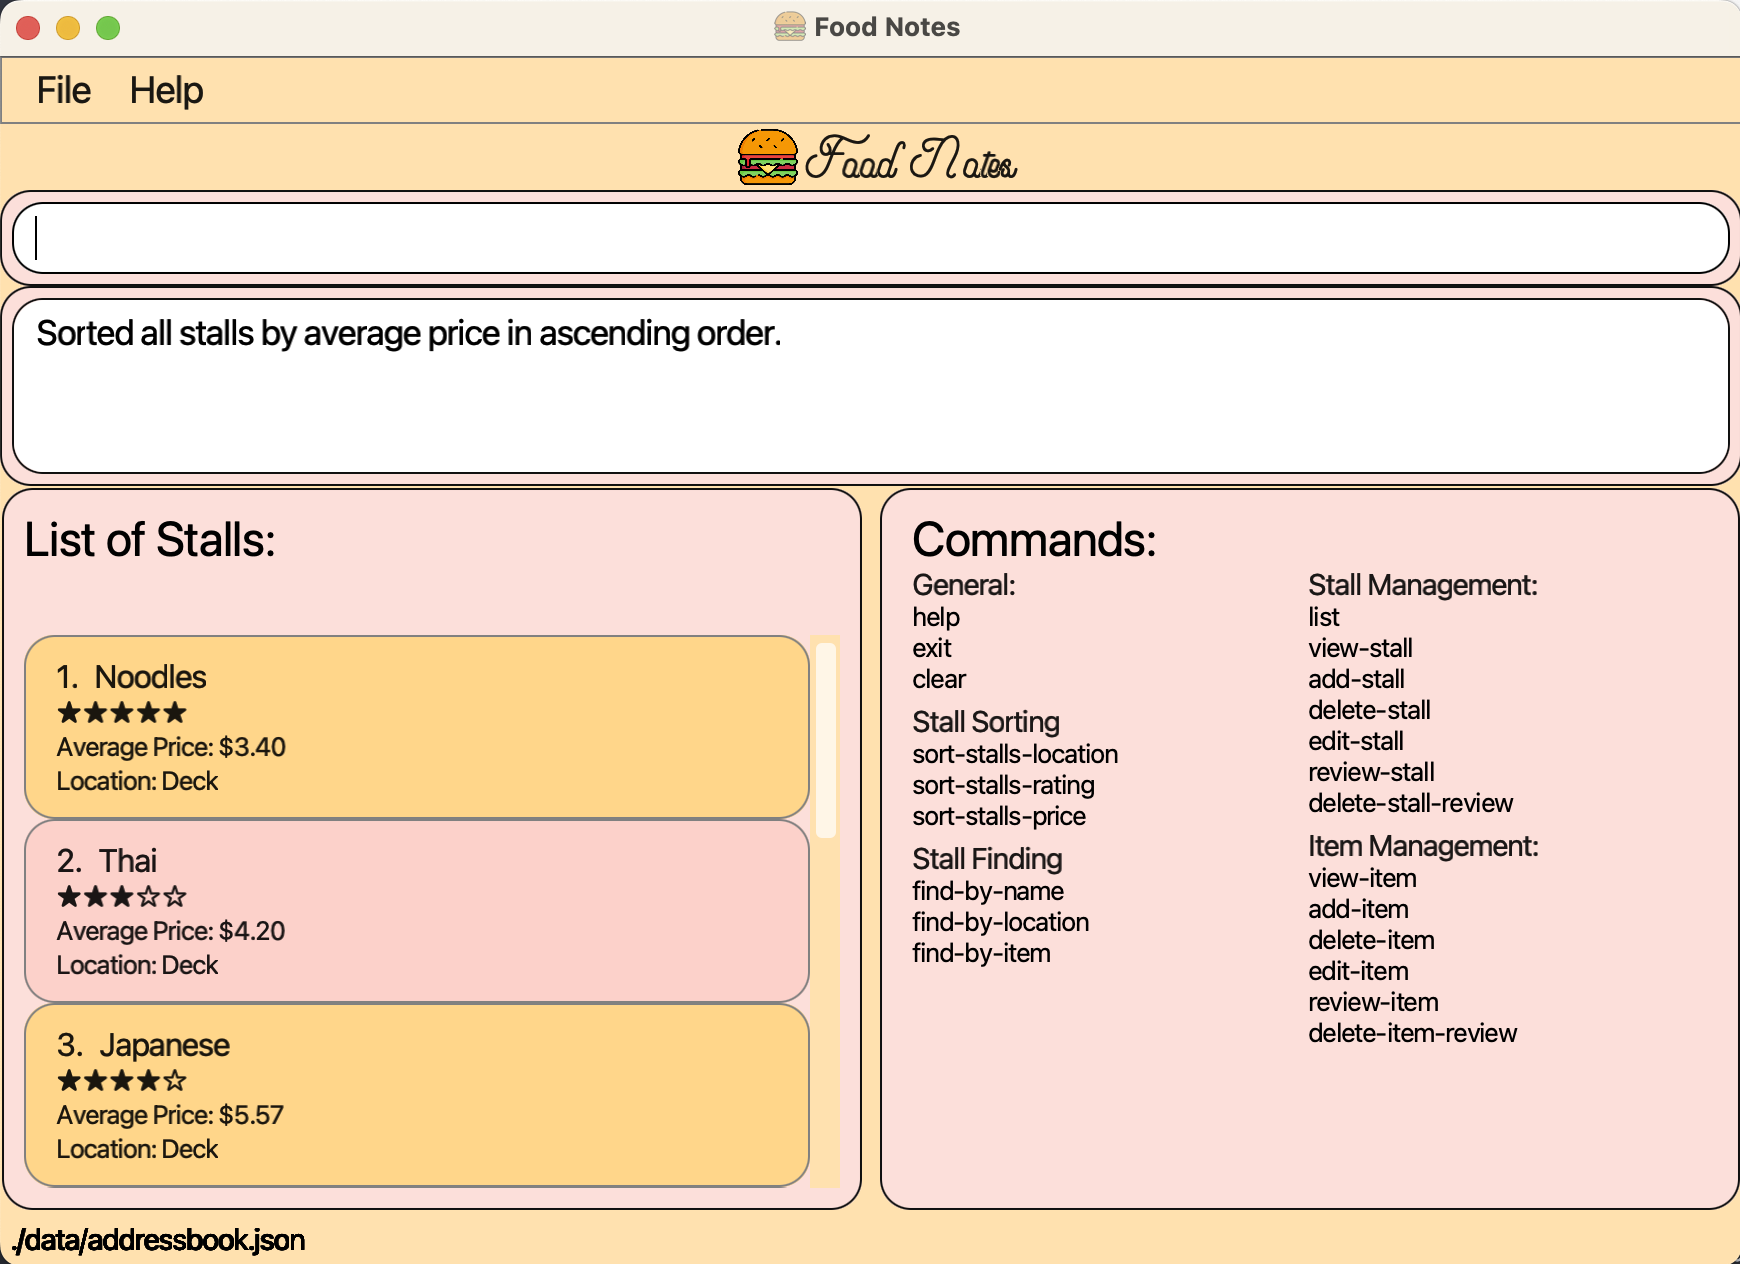 Food Notes
File Help
Food Notes
Sorted all stalls by average price in ascending order.
List of Stalls:
1. Noodles
★★★★★
Average Price: $3.40
Location: Deck
2. Thai
★★★☆☆
Average Price: $4.20
Location: Deck
3. Japanese
★★★★☆
Average Price: $5.57
Location: Deck
Commands:
General:
help
exit
clear
Stall Sorting
sort-stalls-location
sort-stalls-rating
sort-stalls-price
Stall Finding
find-by-name
find-by-location
find-by-item
Stall Management:
list
view-stall
add-stall
delete-stall
edit-stall
review-stall
delete-stall-review
Item Management:
view-item
add-item
delete-item
edit-item
review-item
delete-item-review
./data/addressbook.json